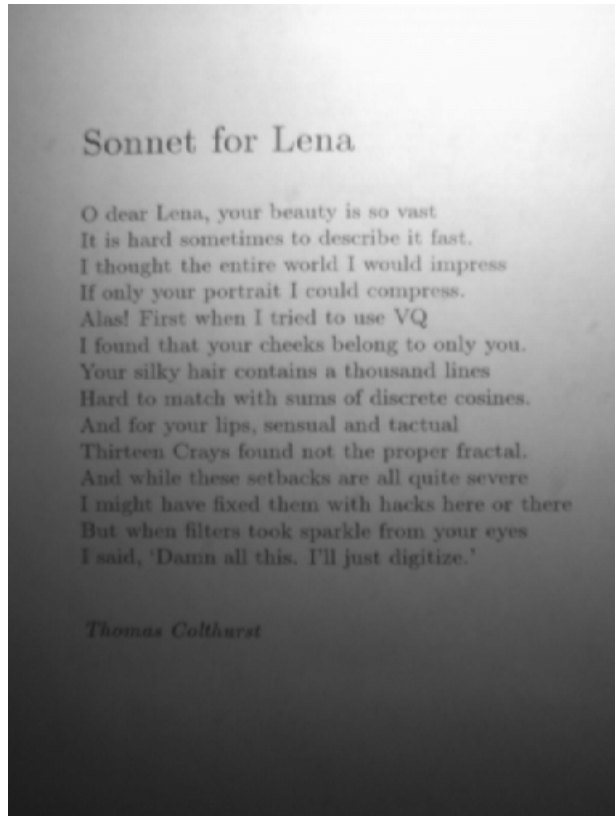 Sonnet for Lena
O dear Lena, your beauty is so vast
It is hard sometimes to describe it fast.
I thought the entire world I would impress
If only your portrait I could compress.
Alas! First when I tried to use VQ
I found that your cheeks belong to only you.
Your silky hair contains a thousand lines
Hard to match with sums of discrete cosines.
And for your lips, sensual and tactual
Thirteen Crays found not the proper fractal.
And while these setbacks are all quite severe
I might have fixed them with hacks here or there
But when filters took sparkle from your eyes
I said, ‘Damn all this. I'll just digitize.’
Thomas Colthurst